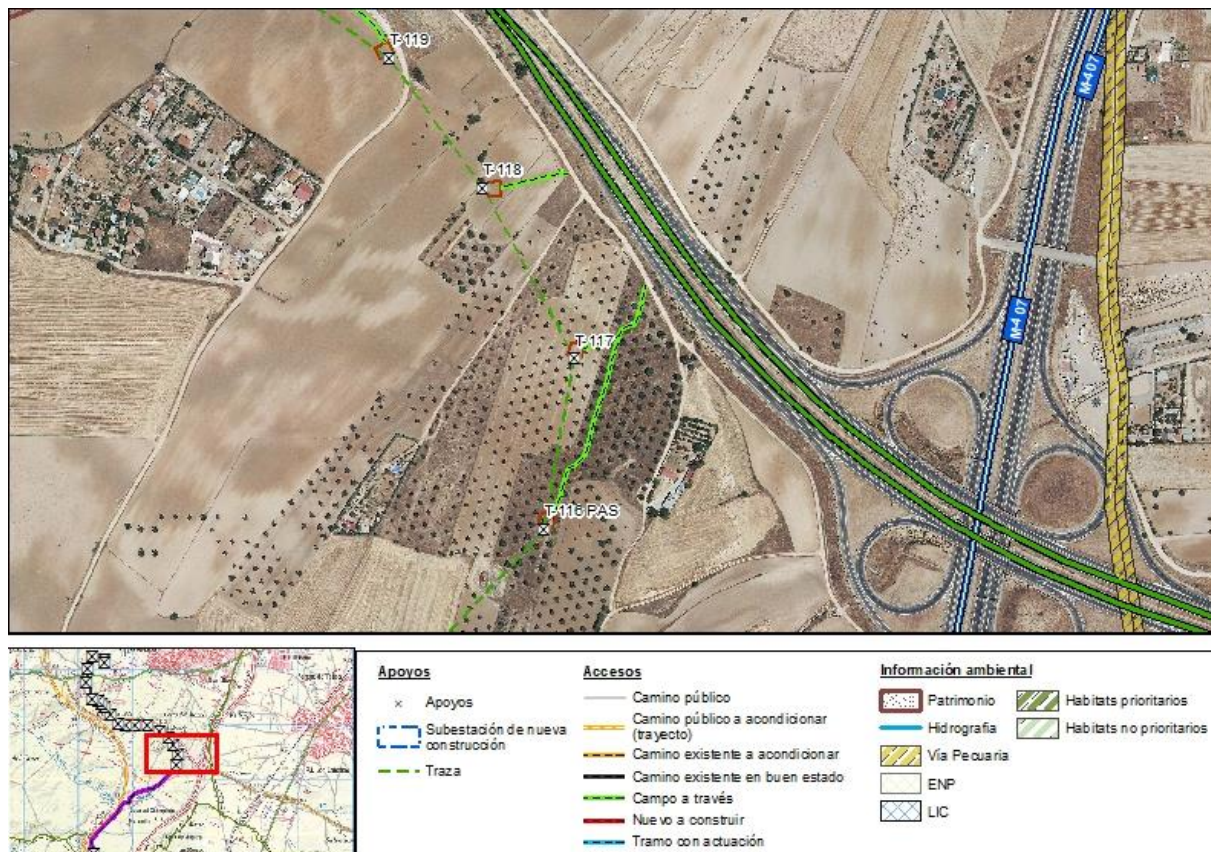 T-119
M-407
T-118
M-407
T-117
T-116 PAS
Apoyos
Apoyos
Subestación de nueva
construcción
Traza
Accesos
Camino público
Camino público a acondicionar
(trayecto)
Camino existente a acondicionar
Camino existente en buen estado
Campo a través
Nuevo a construir
Tramo con actuación
Información ambiental
Patrimonio
Habitats prioritarios
Hidrografia
Habitats no prioritarios
Vía Pecuaria
ENP
LIC